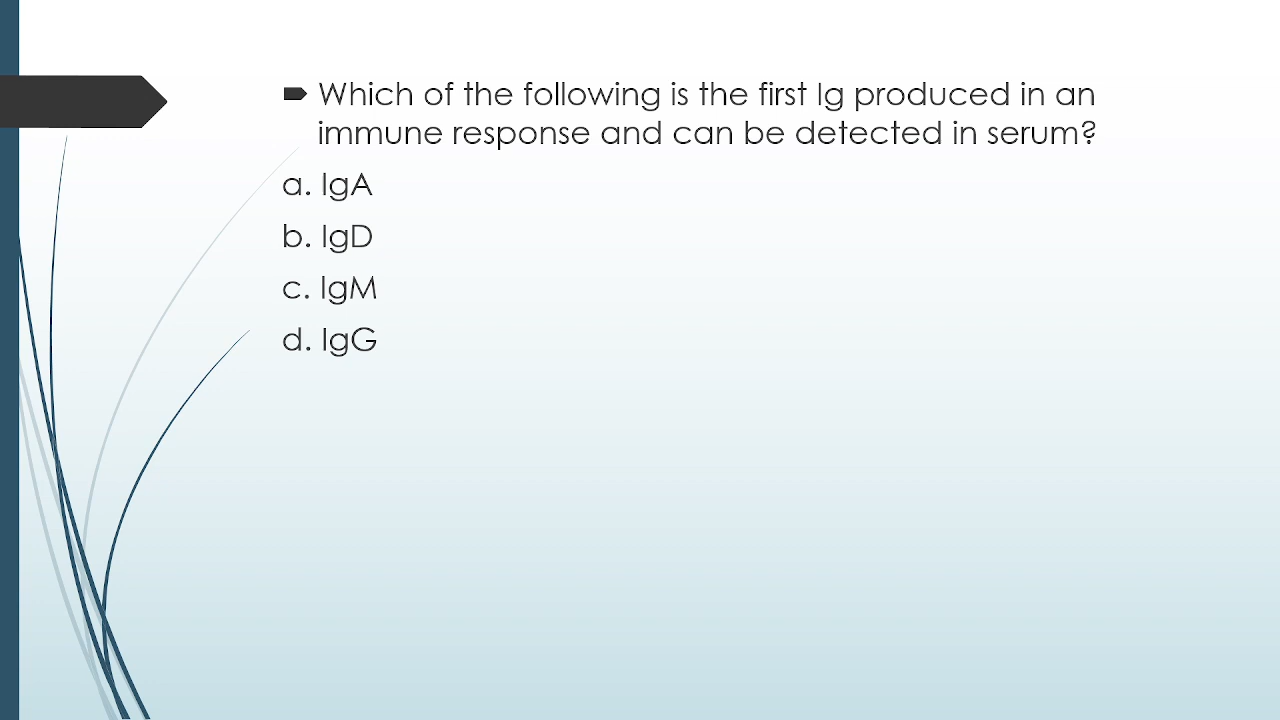 Which of the following is the first Ig produced in an
immune response and can be detected in serum?
a. IgA
b. IgD
c. IgM
d. IgG